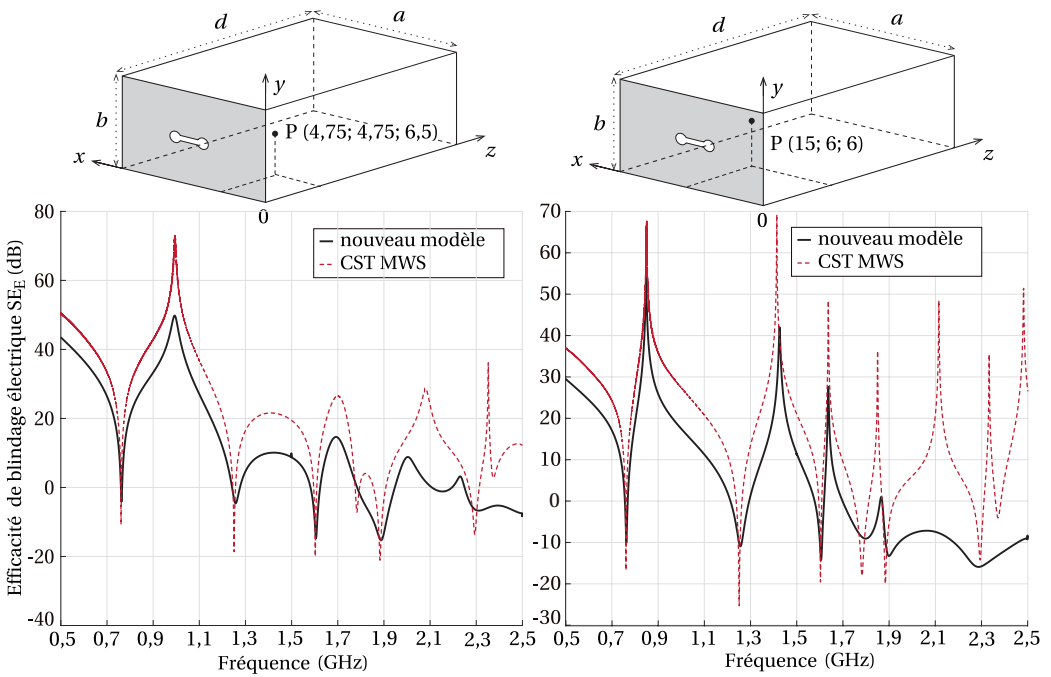 d
a
b
y
P (4,75; 4,75; 6,5)
x
z
0
d
a
b
y
P (15; 6; 6)
x
z
0
Efficacité de blindage électrique SE_E (dB)
80
60
40
20
0
-20
-40
nouveau modèle
CST MWS
0,5 0,7 0,9 1,1 1,3 1,5 1,7 1,9 2,1 2,3 2,5
Fréquence (GHz)
70
60
50
40
30
20
10
0
-10
-20
-30
nouveau modèle
CST MWS
0,5 0,7 0,9 1,1 1,3 1,5 1,7 1,9 2,1 2,3 2,5
Fréquence (GHz)